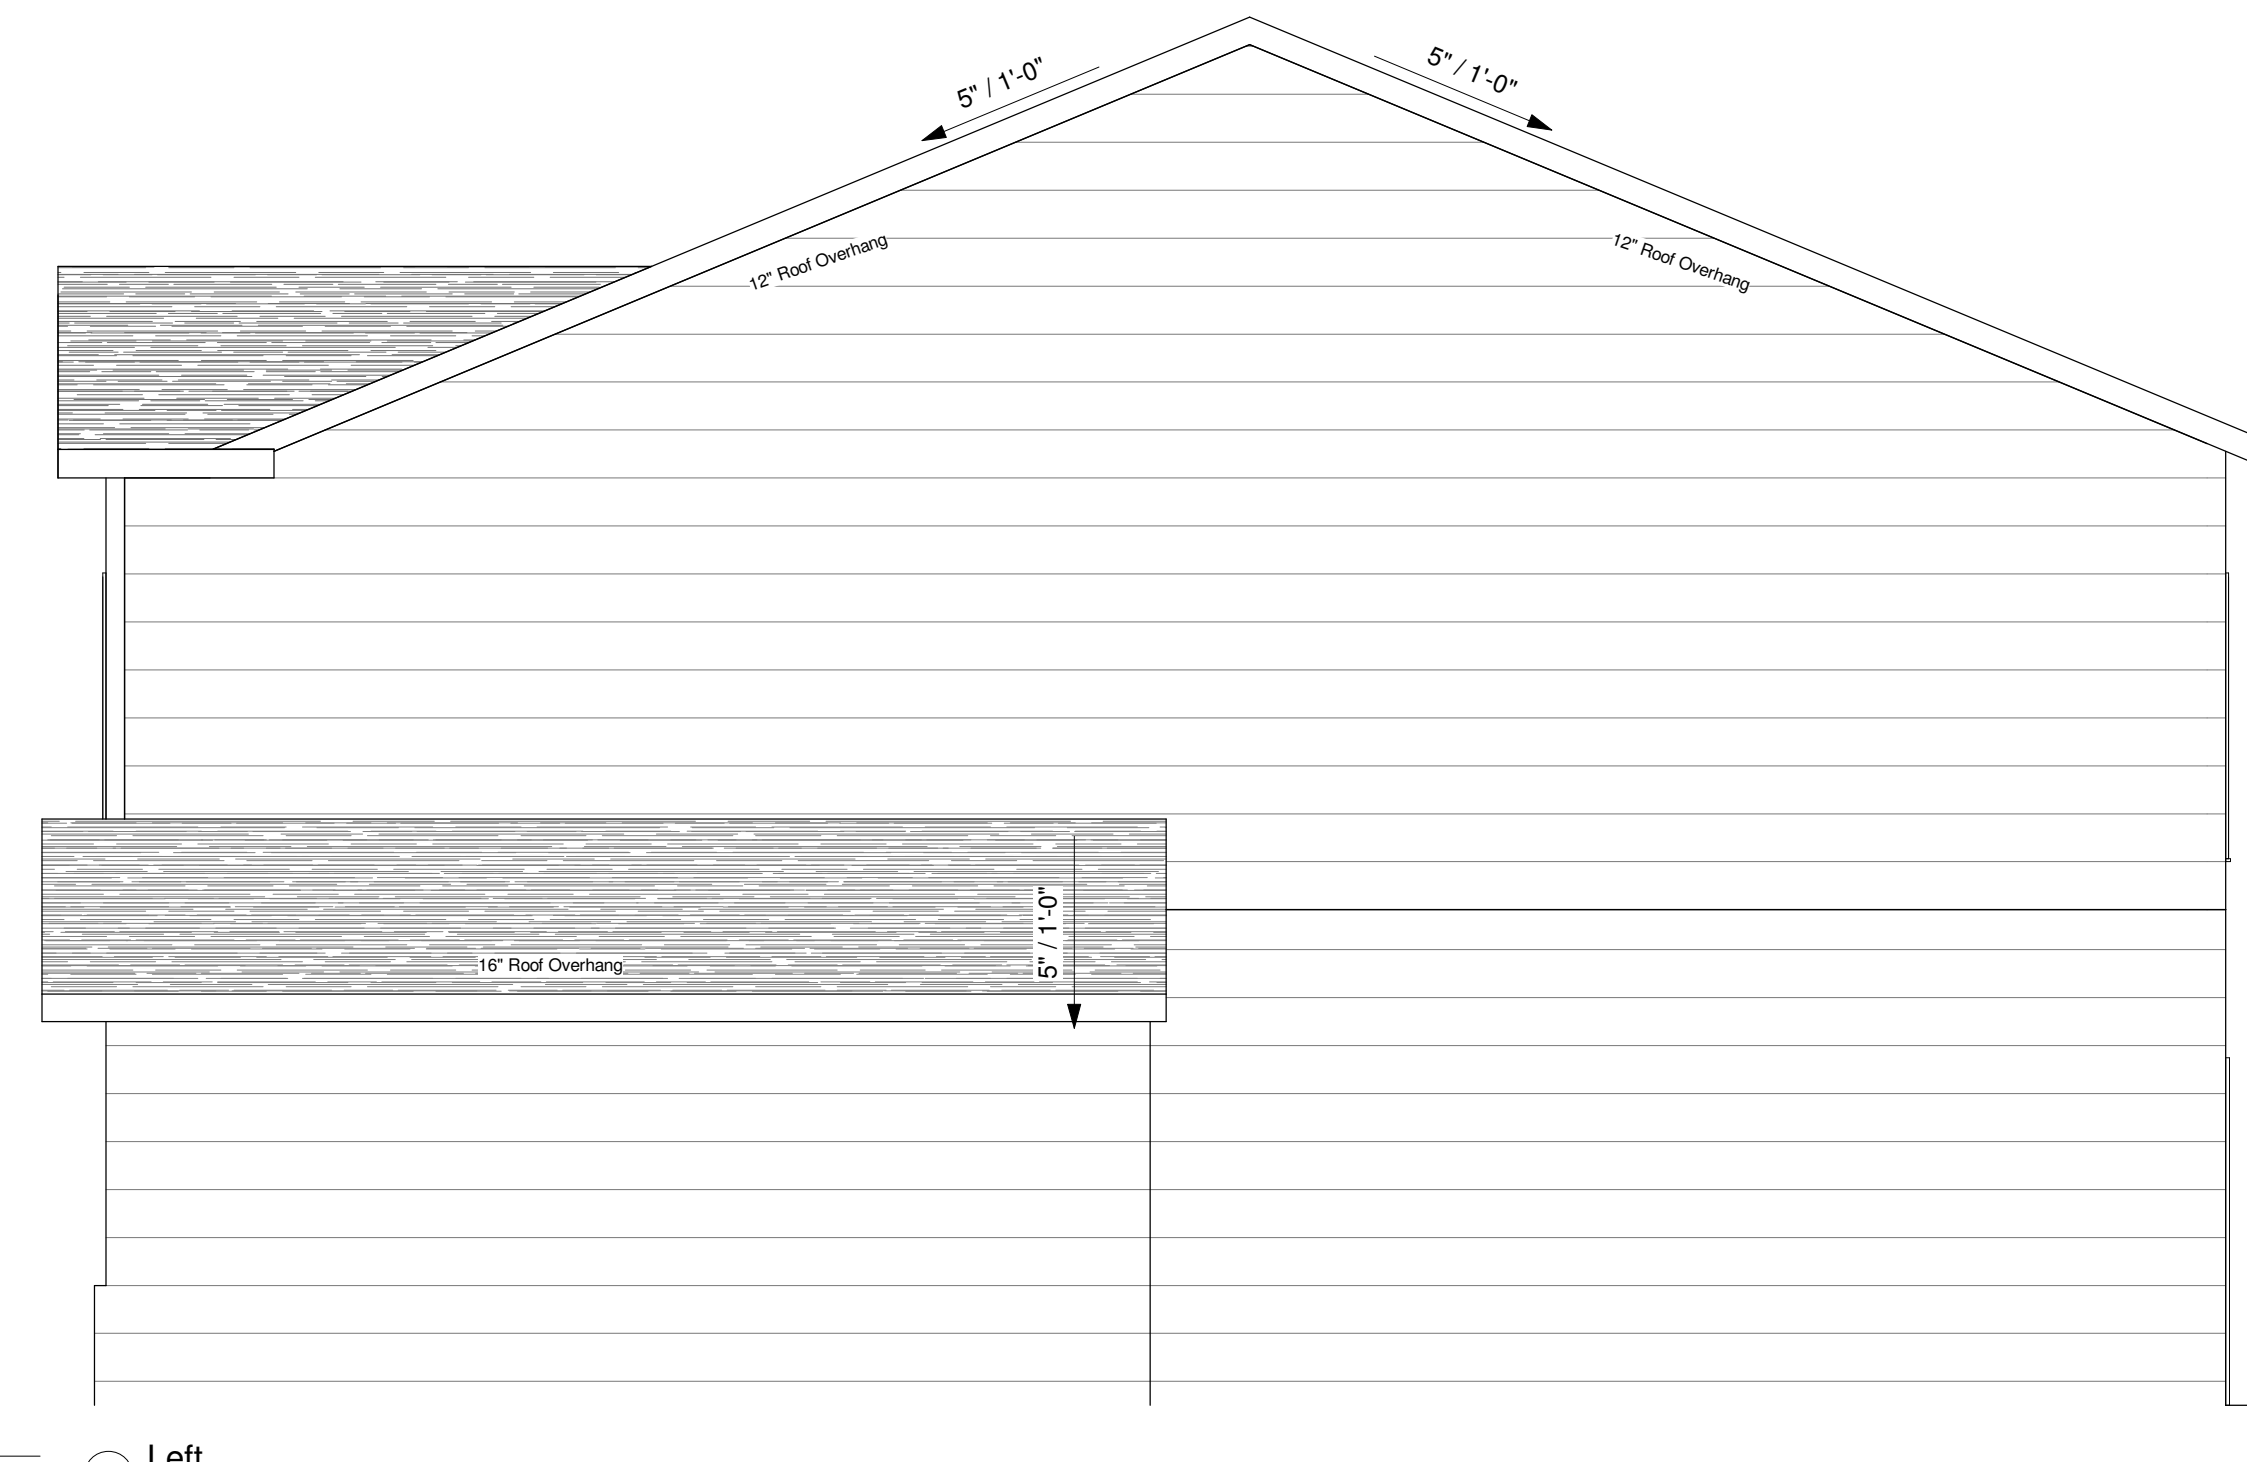 5" / 1'-0"
5" / 1'-0"
12" Roof Overhang
12" Roof Overhang
5" / 1'-0"
16" Roof Overhang
Left